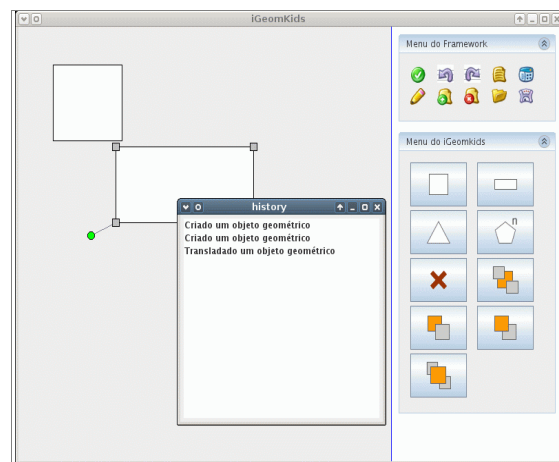 iGeomKids
Menu do Framework
Menu do iGeomkids
n
history
Criado um objeto geométrico
Criado um objeto geométrico
Transladado um objeto geométrico